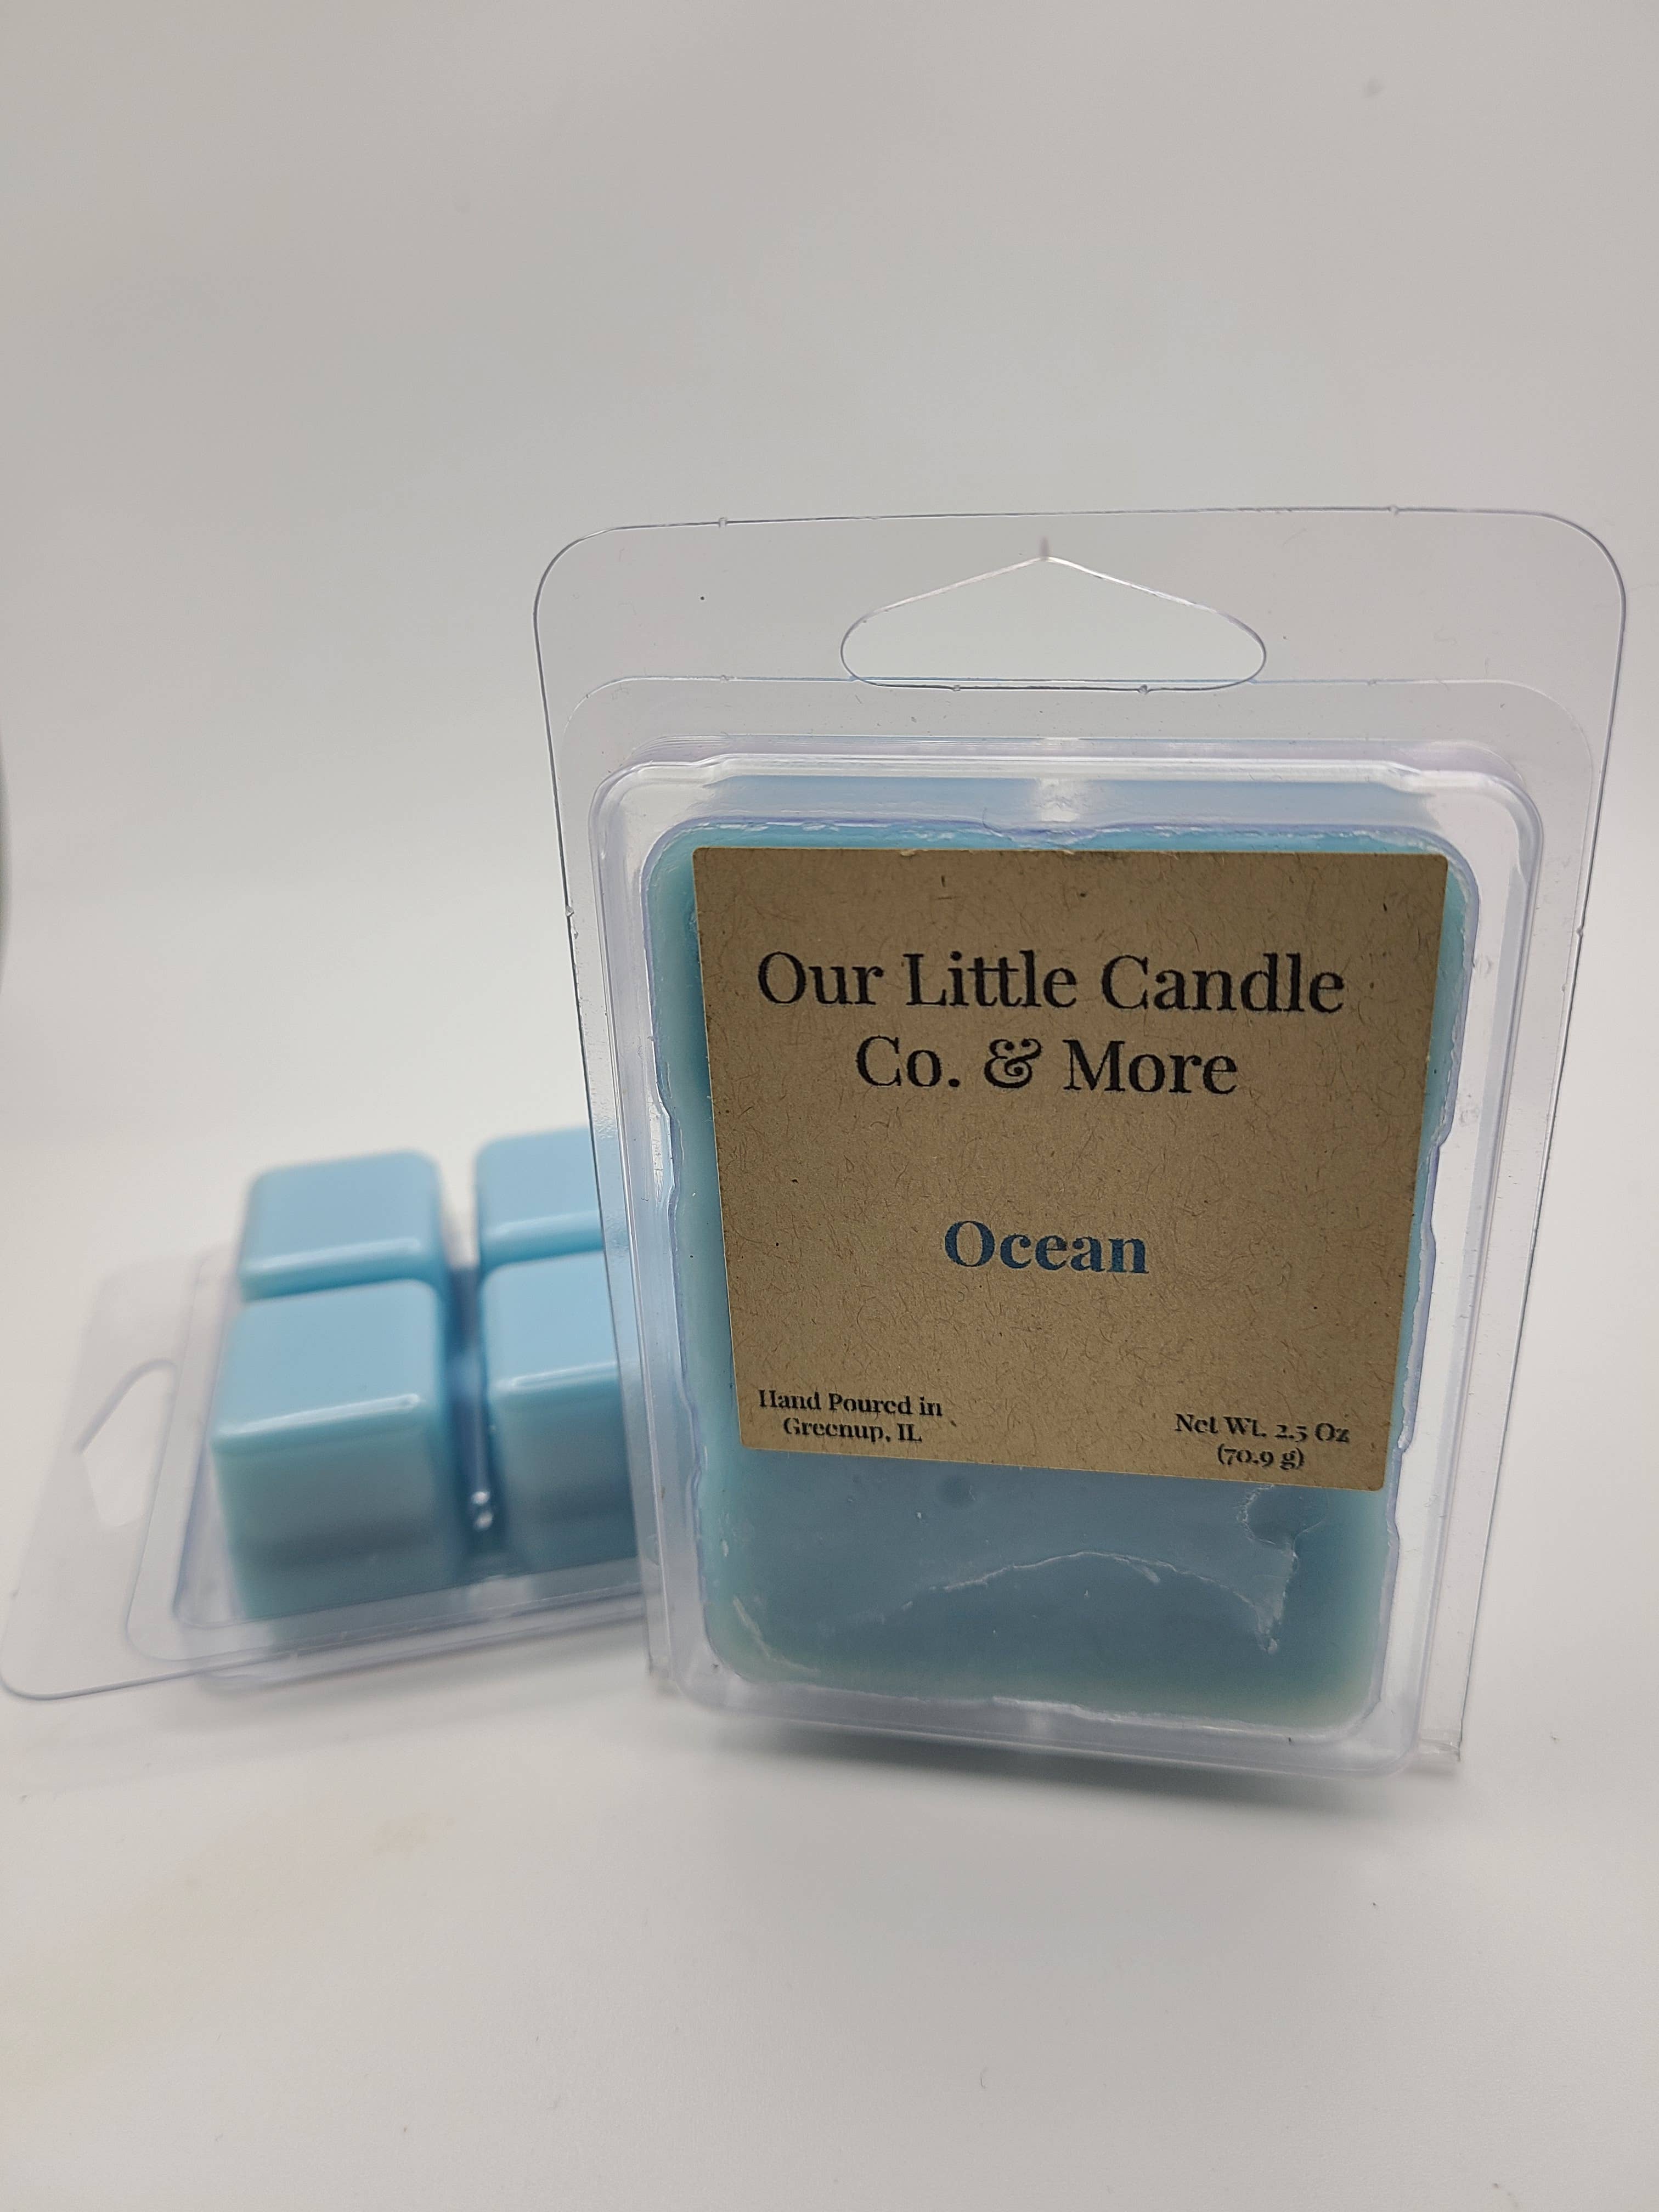 Our Little Candle
Co. & More
Ocean
Hand Poured in
Greenup, IL
Net Wt. 2.5 Oz
(70.9 g)